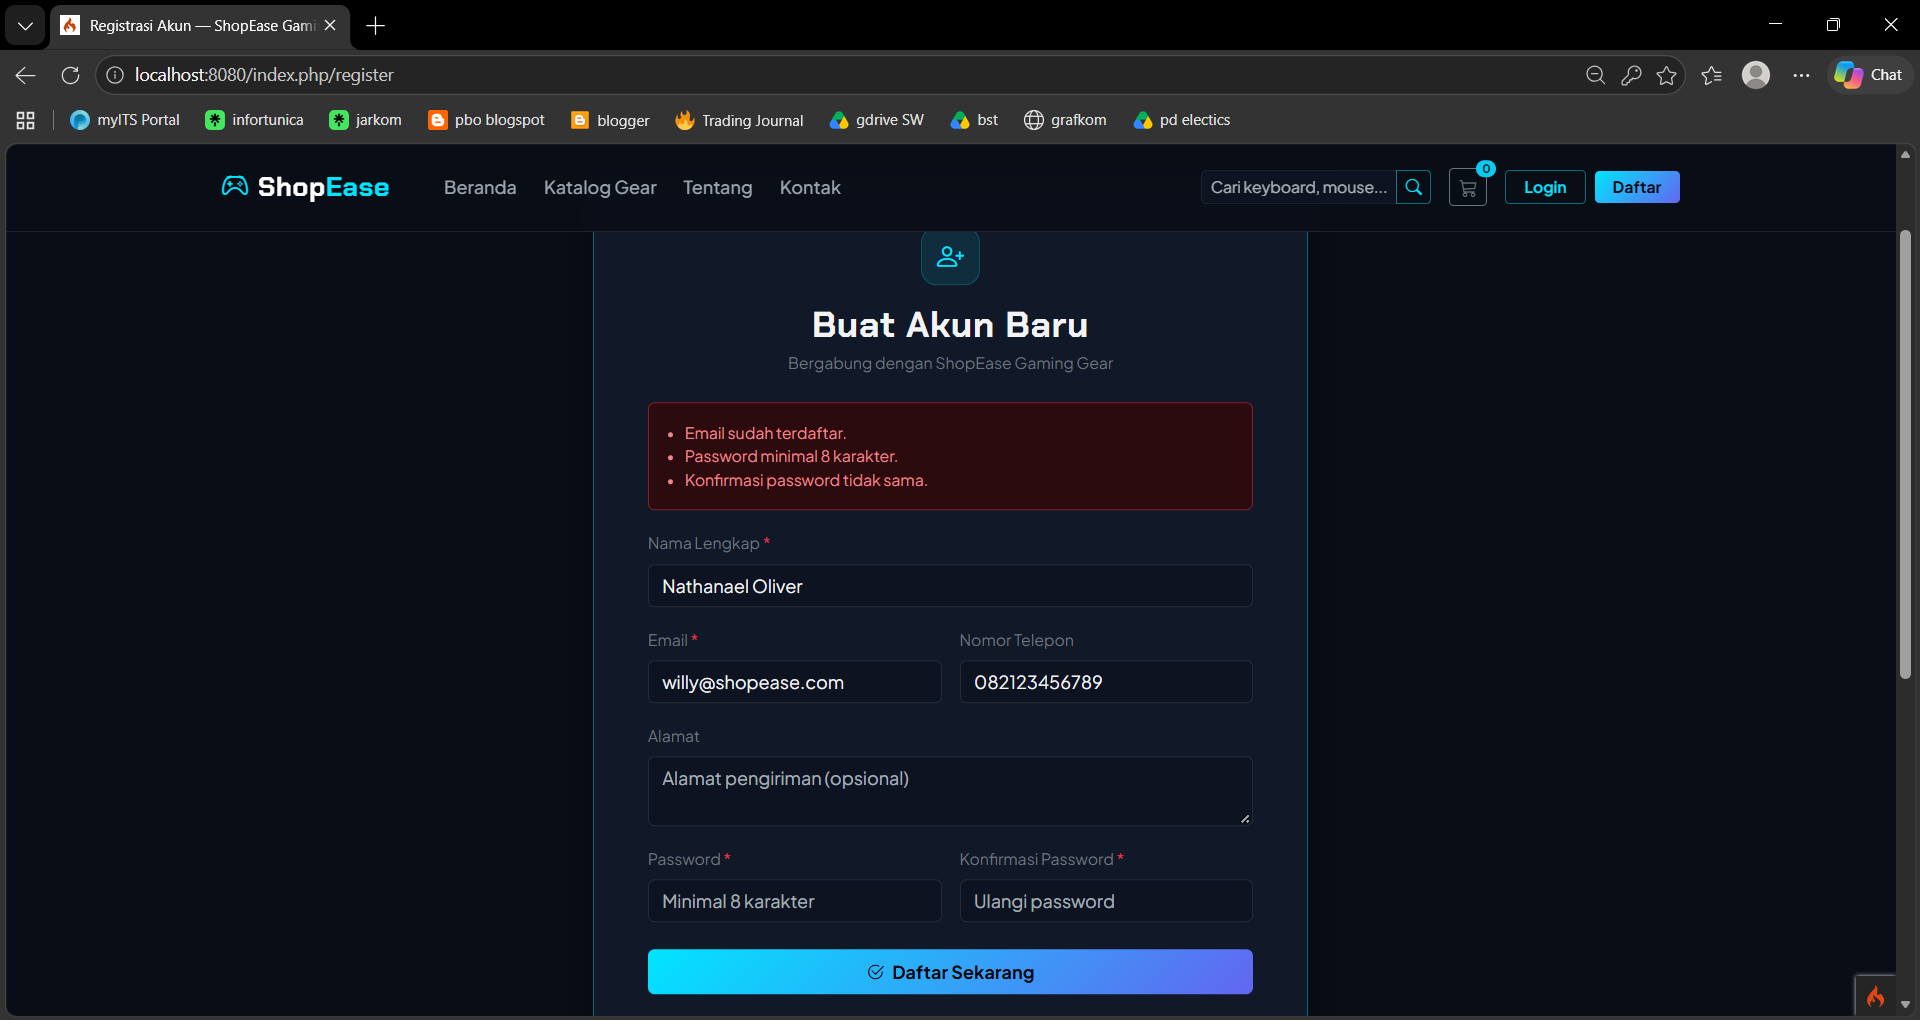 Registrasi Akun — ShopEase Gami
localhost:8080/index.php/register
Chat
myITS Portal
infortunica
jarkom
pbo blogspot
blogger
Trading Journal
gdrive SW
bst
grafkom
pd electics
ShopEase
Beranda
Katalog Gear
Tentang
Kontak
Cari keyboard, mouse...
0
Login
Daftar
Buat Akun Baru
Bergabung dengan ShopEase Gaming Gear
Email sudah terdaftar.
Password minimal 8 karakter.
Konfirmasi password tidak sama.
Nama Lengkap *
Nathanael Oliver
Email *
Nomor Telepon
willy@shopease.com
082123456789
Alamat
Alamat pengiriman (opsional)
Password *
Konfirmasi Password *
Minimal 8 karakter
Ulangi password
Daftar Sekarang